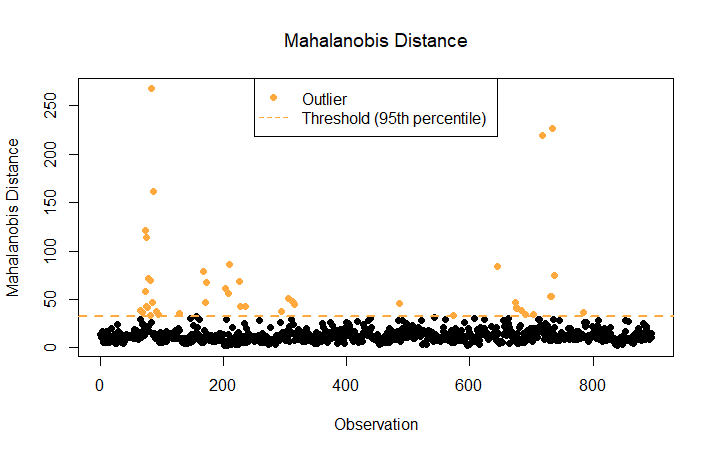 Mahalanobis Distance
Outlier
Threshold (95th percentile)
Mahalanobis Distance
250
200
150
100
50
0
0 200 400 600 800
Observation